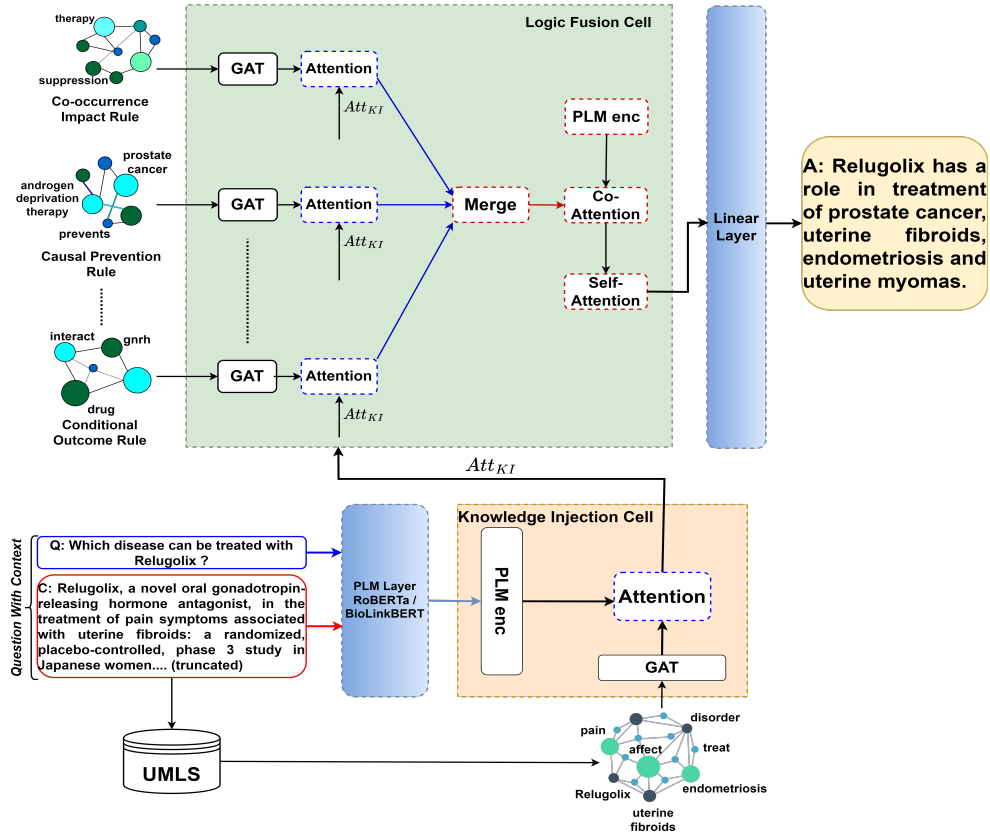 therapy
suppression
Co-occurrence
Impact Rule
prostate
cancer
androgen
deprivation
therapy
prevents
Causal Prevention
Rule
interact
gnrh
drug
Conditional
Outcome Rule
Logic Fusion Cell
GAT
Attention
Att_KI
GAT
Attention
Att_KI
GAT
Attention
Att_KI
Merge
PLM enc
Co-
Attention
Self-
Attention
Linear
Layer
A: Relugolix has a
role in treatment
of prostate cancer,
uterine fibroids,
endometriosis and
uterine myomas.
Att_KI
Question With Context
Q: Which disease can be treated with
Relugolix ?
C: Relugolix, a novel oral gonadotropin-
releasing hormone antagonist, in the
treatment of pain symptoms associated
with uterine fibroids: a randomized,
placebo-controlled, phase 3 study in
Japanese women.... (truncated)
PLM Layer
RoBERTa /
BioLinkBERT
Knowledge Injection Cell
PLM enc
Attention
GAT
UMLS
pain
disorder
affect
treat
Relugolix
endometriosis
uterine
fibroids